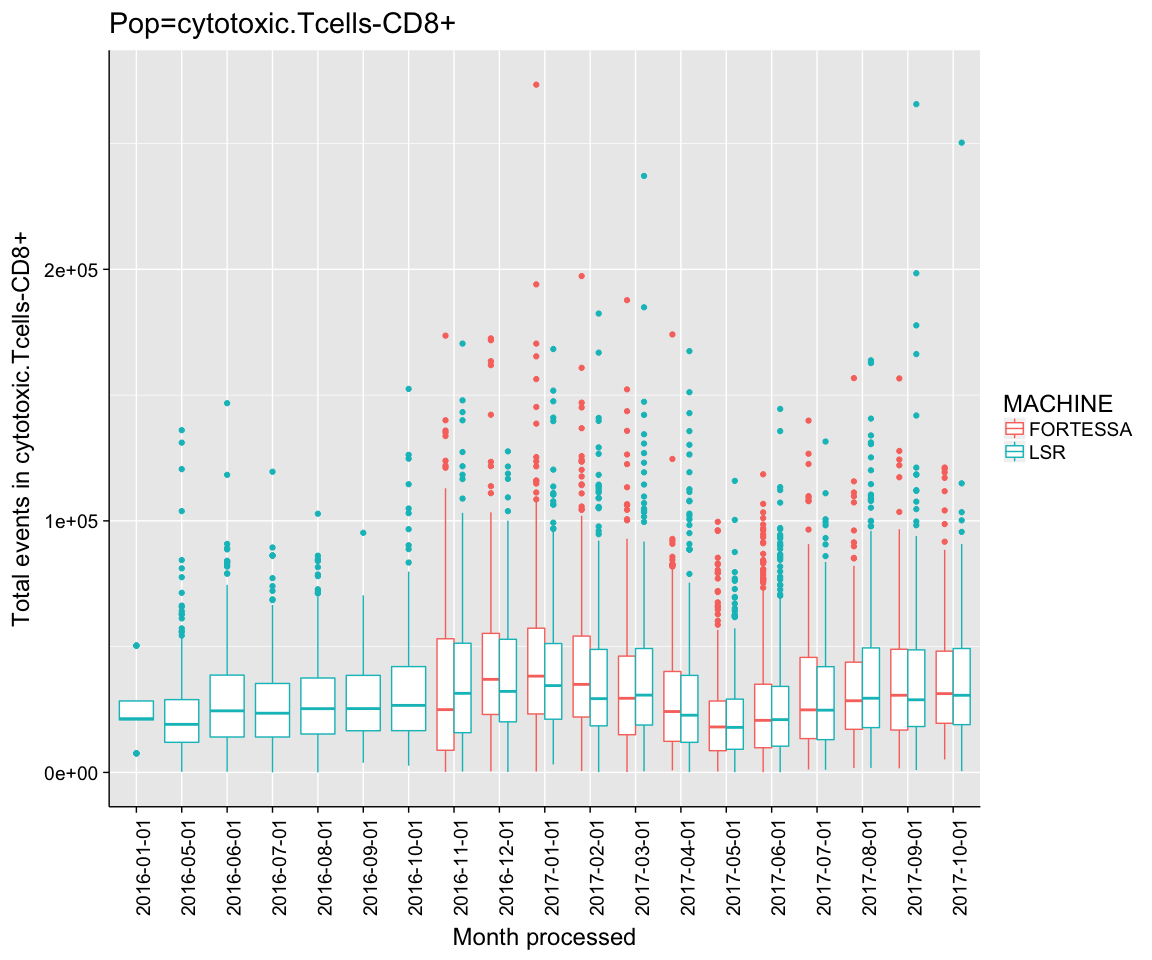 Pop=cytotoxic.Tcells-CD8+
Total events in cytotoxic.Tcells-CD8+
2e+05
1e+05
0e+00
2016-01-01
2016-05-01
2016-06-01
2016-07-01
2016-08-01
2016-09-01
2016-10-01
2016-11-01
2016-12-01
2017-01-01
2017-02-01
2017-03-01
2017-04-01
2017-05-01
2017-06-01
2017-07-01
2017-08-01
2017-09-01
2017-10-01
Month processed
MACHINE
FORTESSA
LSR